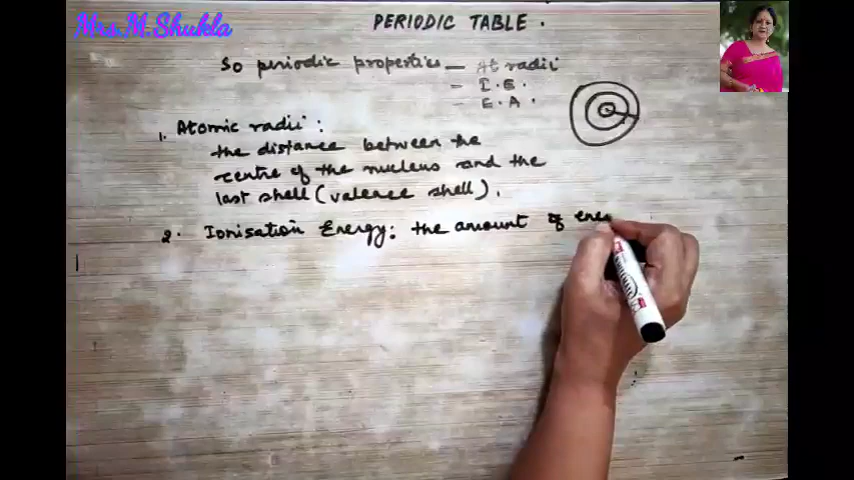 Mrs.M.Shukla
PERIODIC TABLE.
So periodic properties — At radii
- I.E.
- E.A.
1. Atomic radii:
the distance between the
centre of the nucleus and the
last shell (valence shell).
2. Ionisation Energy: the amount of ener